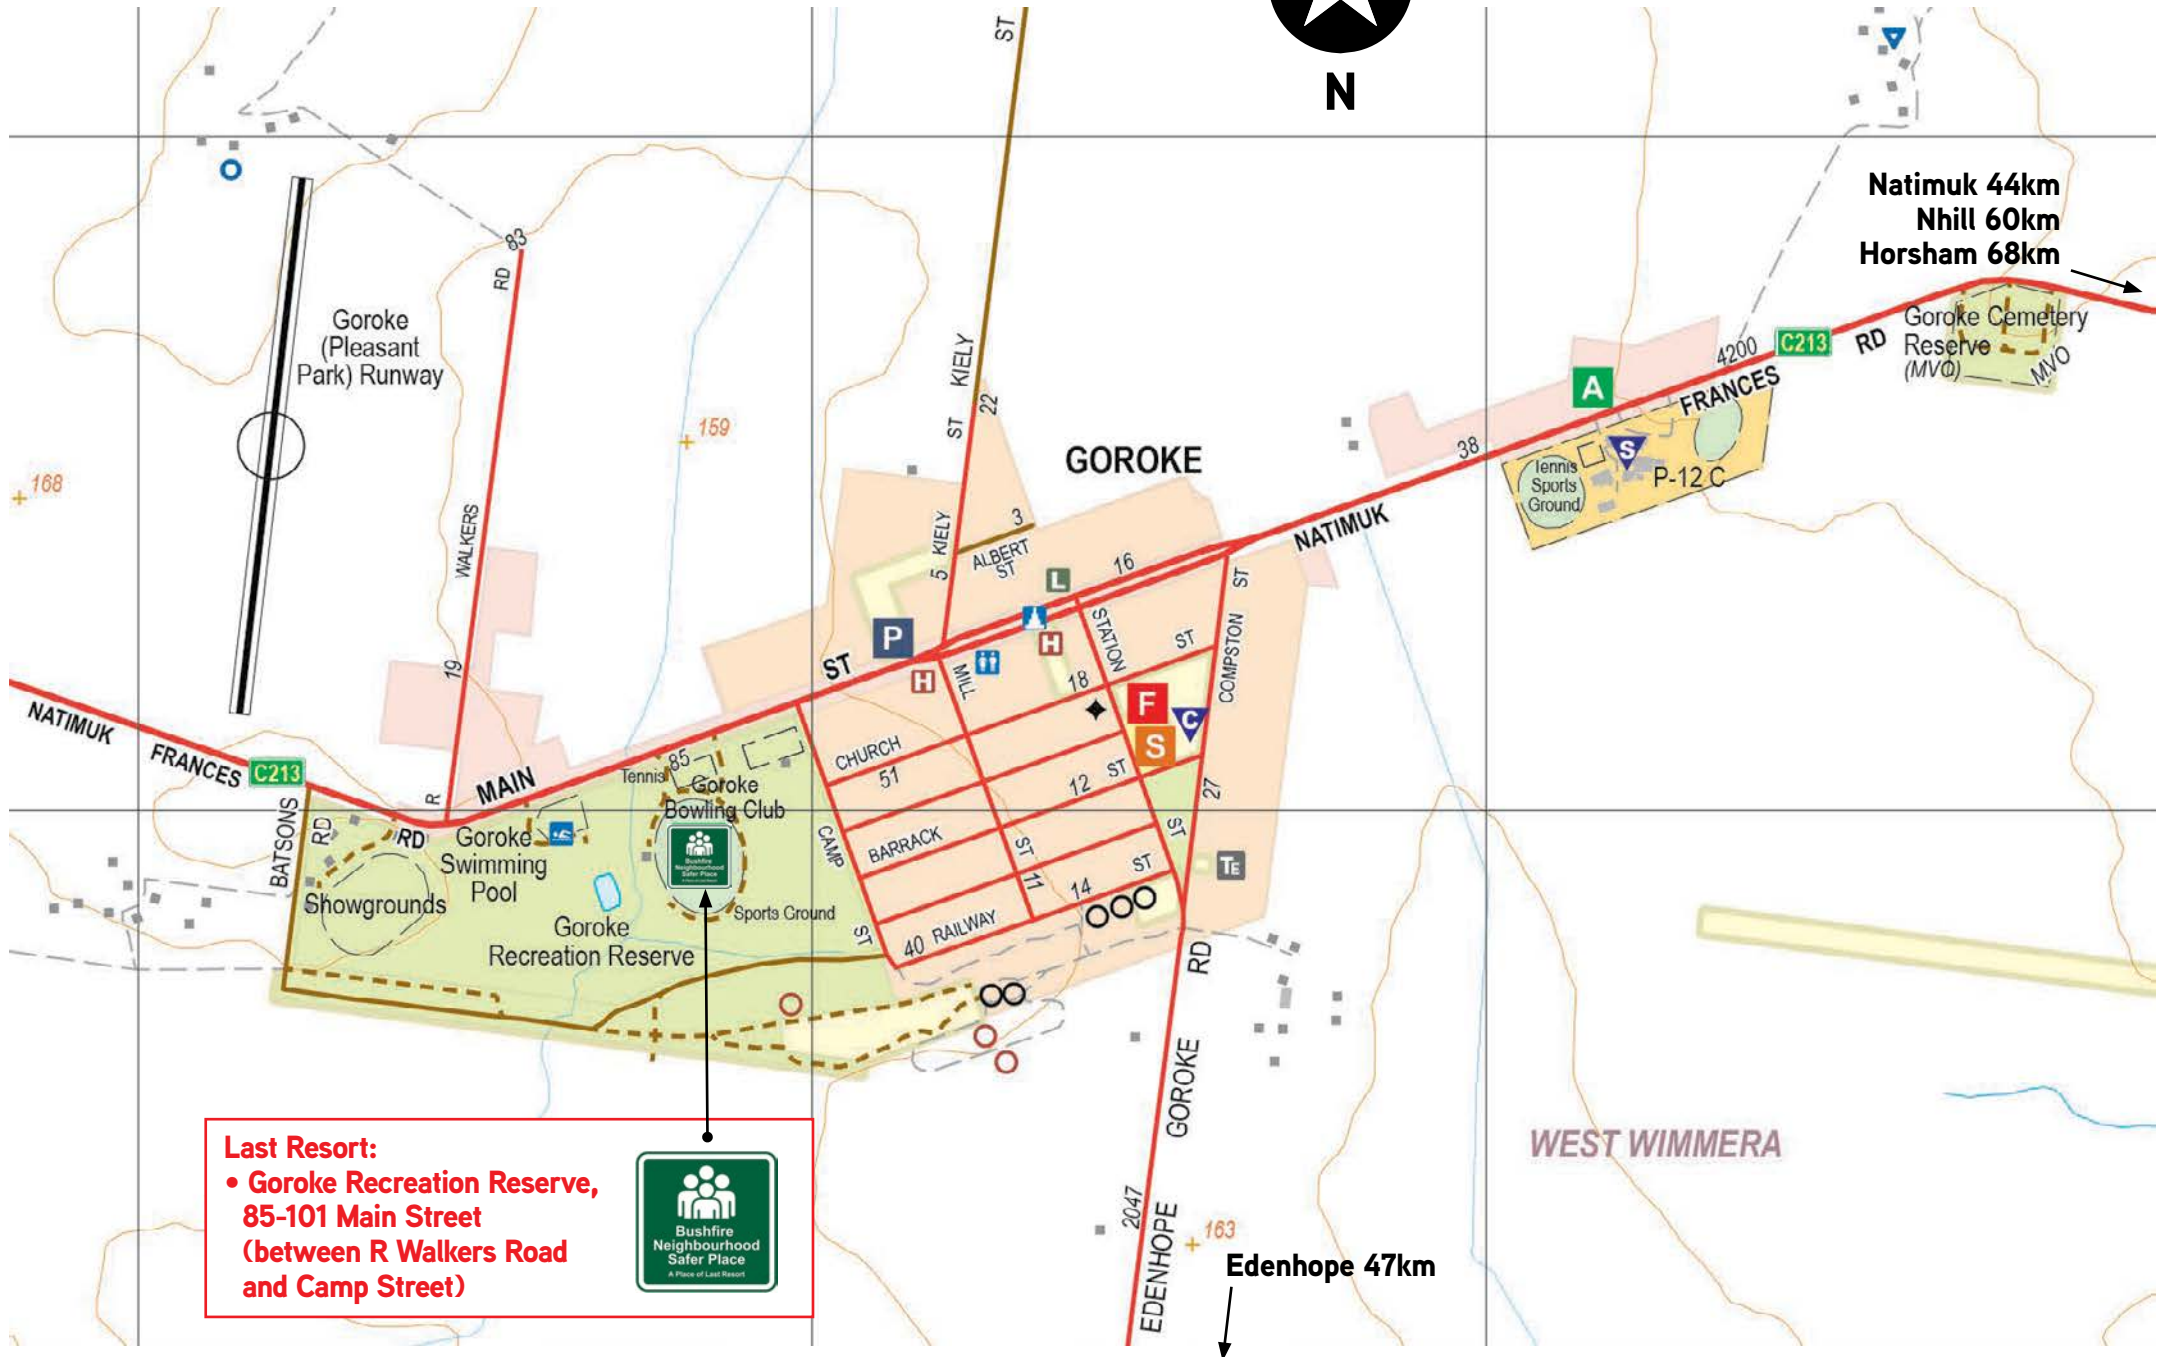 N
ST
Natimuk 44km
Nhill 60km
Horsham 68km
83
RD
Goroke
(Pleasant
Park) Runway
KIELY
22
ST
159
168
GOROKE
A
4200
C213
RD
FRANCES
Goroke Cemetery
Reserve
(MVO)
MVO
38
S
P-12 C
Tennis
Sports
Ground
NATIMUK
WALKERS
19
KIELY
5
3
ALBERT
ST
L
16
P
H
H
MILL
STATION
ST
ST
COMPSTON
ST
18
F
C
S
27
NATIMUK
FRANCES
C213
R
MAIN
RD
BATSONS
RD
Tennis
85
Goroke
Bowling Club
Goroke
Swimming
Pool
Showgrounds
Goroke
Recreation Reserve
Sports Ground
Bushfire
Neighbourhood
Safer Place
CHURCH
51
12
ST
CAMP
ST
BARRACK
ST
11
14
ST
ST
40
RAILWAY
TE
RD
GOROKE
2047
EDENHOPE
163
Edenhope 47km
WEST WIMMERA
Last Resort:
• Goroke Recreation Reserve,
85-101 Main Street
(between R Walkers Road
and Camp Street)
Bushfire
Neighbourhood
Safer Place
A Place of Last Resort